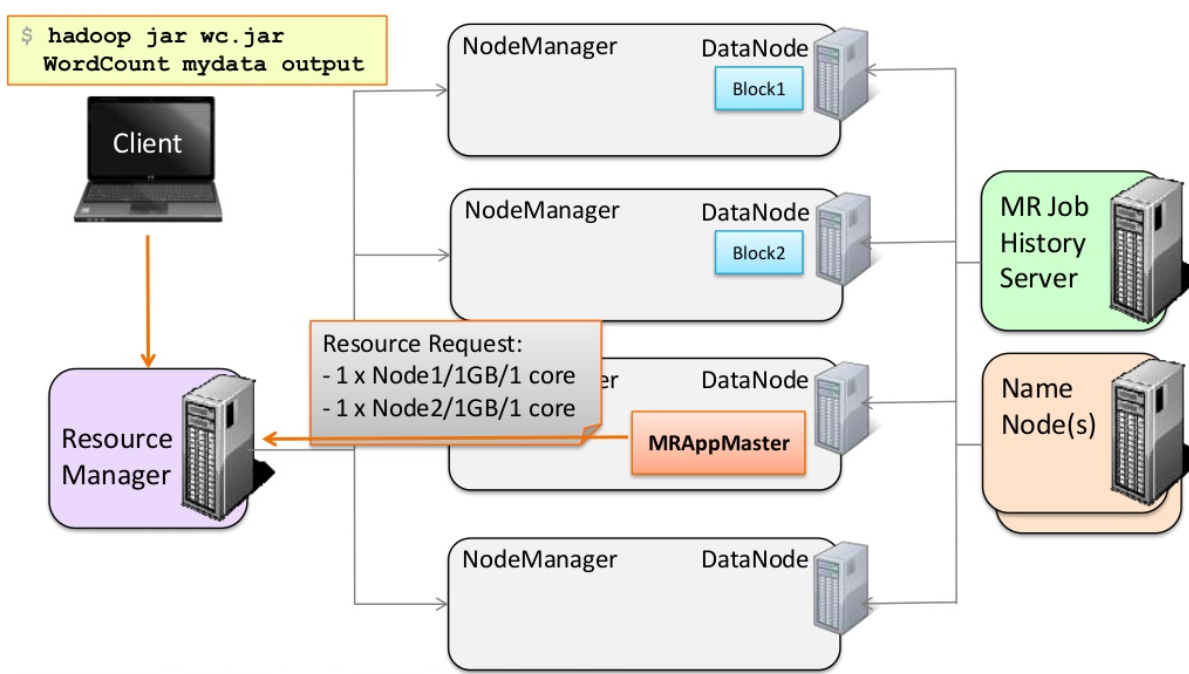 $ hadoop jar wc.jar
WordCount mydata output
Client
NodeManager
DataNode
Block1
NodeManager
DataNode
Block2
MR Job
History
Server
Resource Request:
- 1 x Node1/1GB/1 core
- 1 x Node2/1GB/1 core
er
DataNode
MRAppMaster
Resource
Manager
Name
Node(s)
NodeManager
DataNode